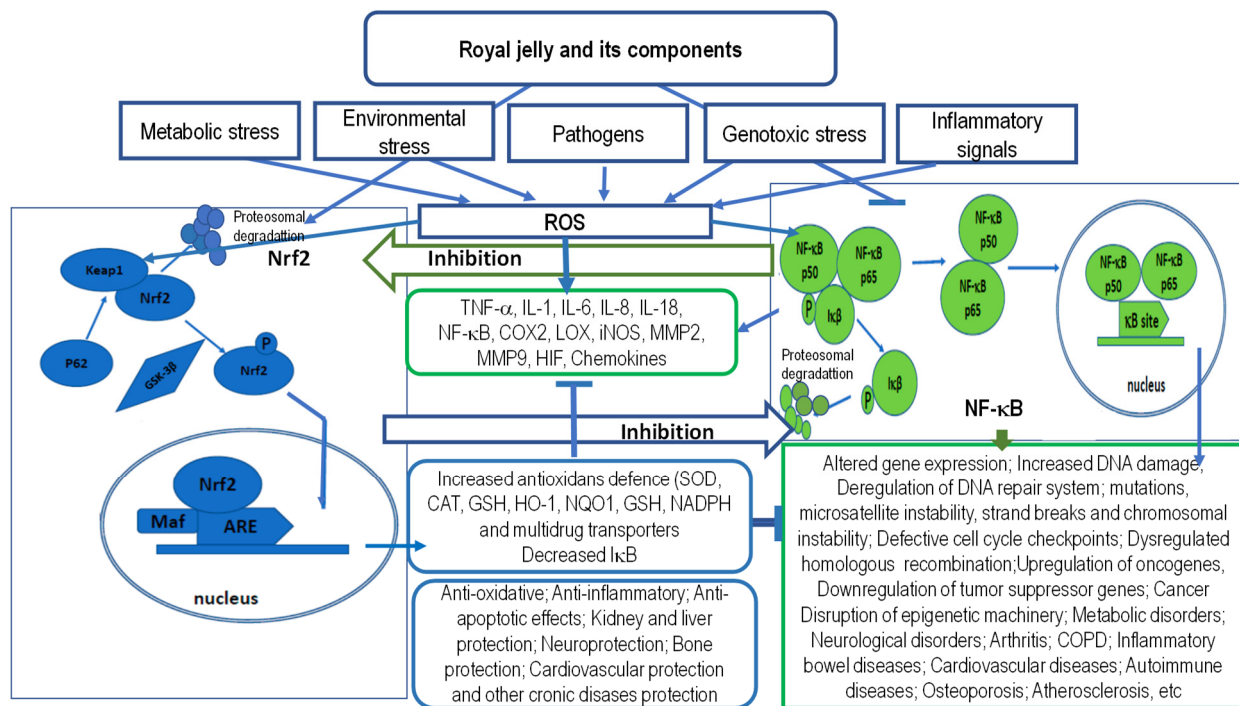 Royal jelly and its components
Metabolic stress
Environmental
stress
Pathogens
Genotoxic stress
Inflammatory
signals
ROS
Proteosomal
degradattion
Nrf2
Keap1
Nrf2
P62
GSK-3β
P
Nrf2
Nrf2
Maf
ARE
nucleus
Inhibition
TNF-α, IL-1, IL-6, IL-8, IL-18,
NF-κB, COX2, LOX, iNOS, MMP2,
MMP9, HIF, Chemokines
Inhibition
Increased antioxidans defence (SOD,
CAT, GSH, HO-1, NQO1, GSH, NADPH
and multidrug transporters
Decreased IκB
Anti-oxidative; Anti-inflammatory; Anti-
apoptotic effects; Kidney and liver
protection; Neuroprotection; Bone
protection; Cardiovascular protection
and other cronic disases protection
NF-κB
p50
NF-κB
p65
P
Iκβ
Proteosomal
degradattion
P
Iκβ
NF-κB
p50
NF-κB
p65
NF-κB
p50
NF-κB
p65
κB site
nucleus
NF-κB
Altered gene expression; Increased DNA damage;
Deregulation of DNA repair system; mutations,
microsatellite instability, strand breaks and chromosomal
instability; Defective cell cycle checkpoints; Dysregulated
homologous recombination;Upregulation of oncogenes,
Downregulation of tumor suppressor genes; Cancer
Disruption of epigenetic machinery; Metabolic disorders;
Neurological disorders; Arthritis; COPD; Inflammatory
bowel diseases; Cardiovascular diseases; Autoimmune
diseases; Osteoporosis; Atherosclerosis, etc